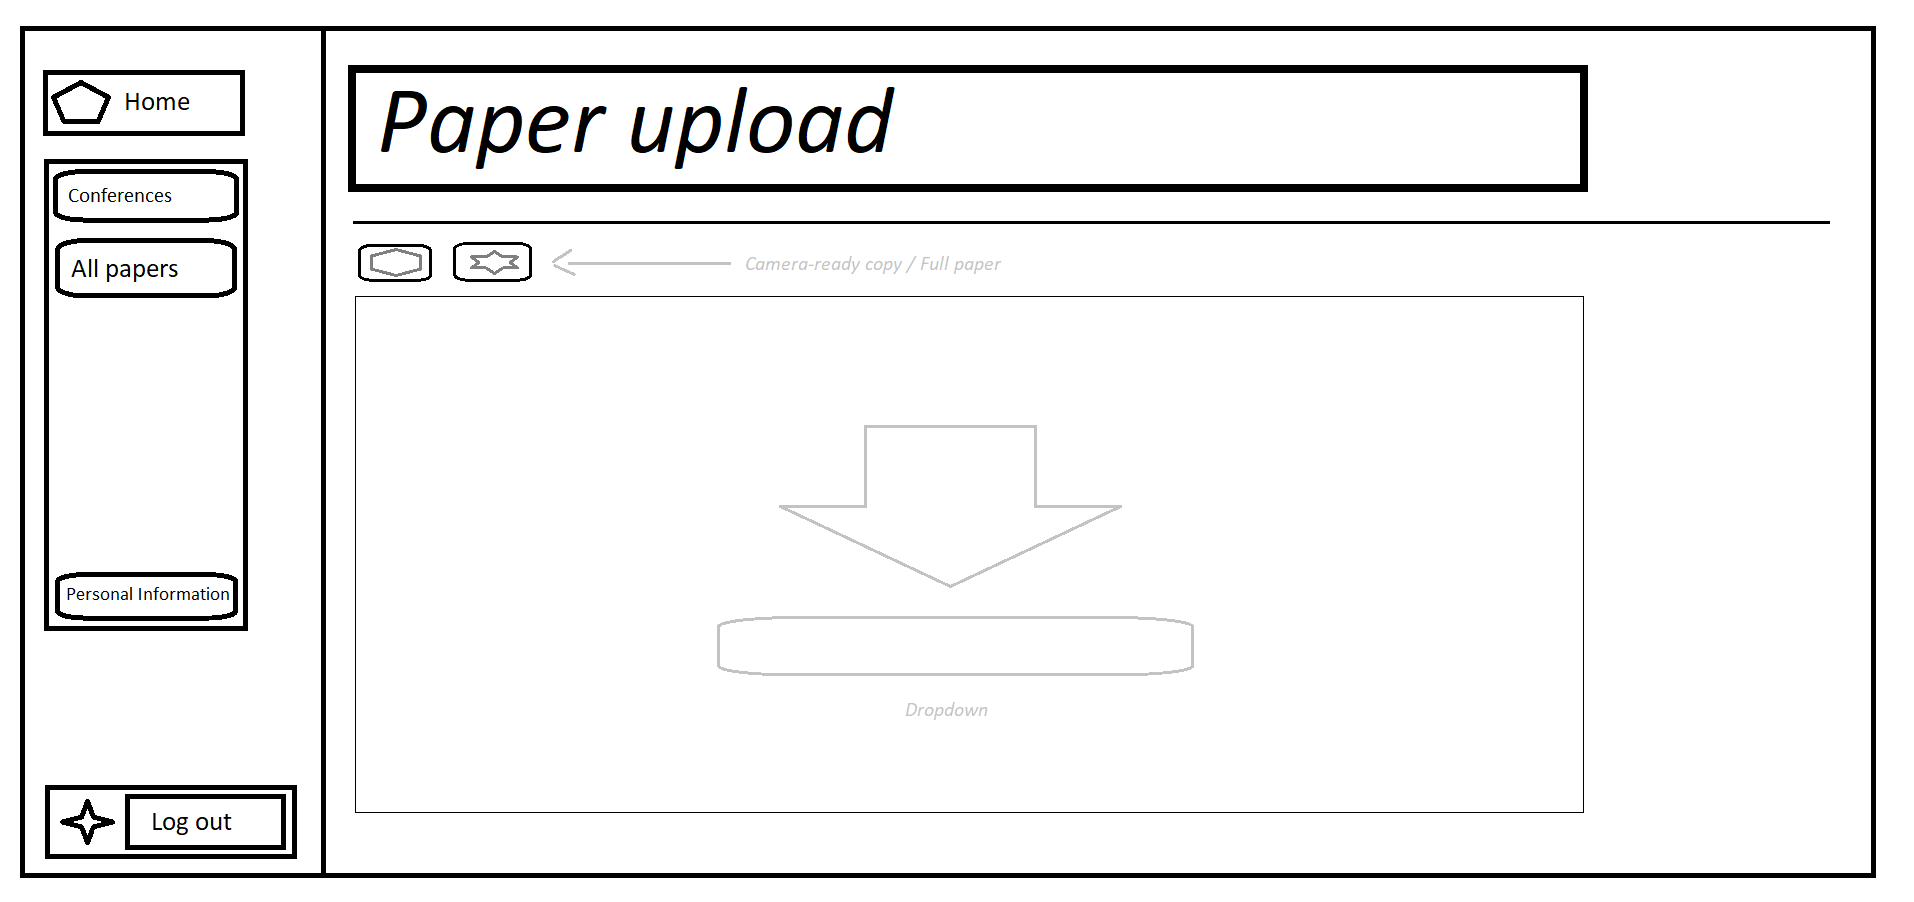 Home
Conferences
All papers
Personal Information
Log out
Paper upload
Camera-ready copy / Full paper
Dropdown